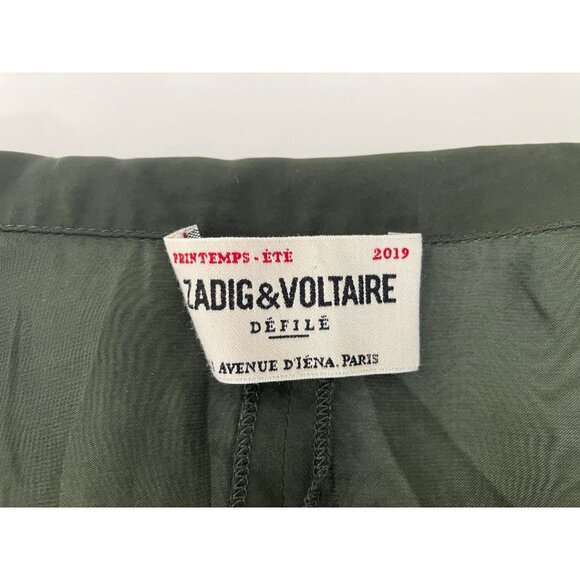 PRINTEMPS - ÉTÉ 2019
ZADIG&VOLTAIRE
DÉFILÉ
AVENUE D'IÉNA. PARIS